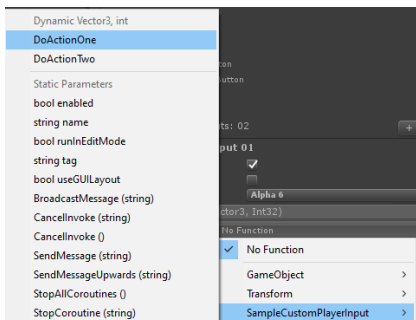 Dynamic Vector3, int
DoActionOne
DoActionTwo
Static Parameters
bool enabled
string name
bool runInEditMode
string tag
bool useGUILayout
BroadcastMessage (string)
CancelInvoke (string)
CancelInvoke ()
SendMessage (string)
SendMessageUpwards (string)
StopAllCoroutines ()
StopCoroutine (string)
ton
utton
ts: 02
+
put 01
Alpha 6
ctor3, Int32)
No Function
No Function
GameObject
Transform
SampleCustomPlayerInput